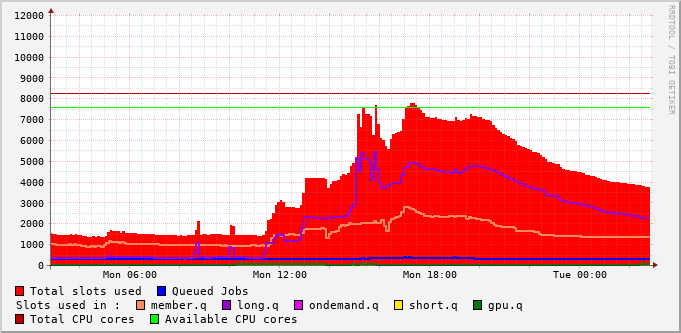 12000
11000
10000
9000
8000
7000
6000
5000
4000
3000
2000
1000
0
Mon 06:00 Mon 12:00 Mon 18:00 Tue 00:00
Total slots used Queued Jobs
Slots used in : member.q long.q ondemand.q short.q gpu.q
Total CPU cores Available CPU cores
RRDTOOL / TOBI OETIKER